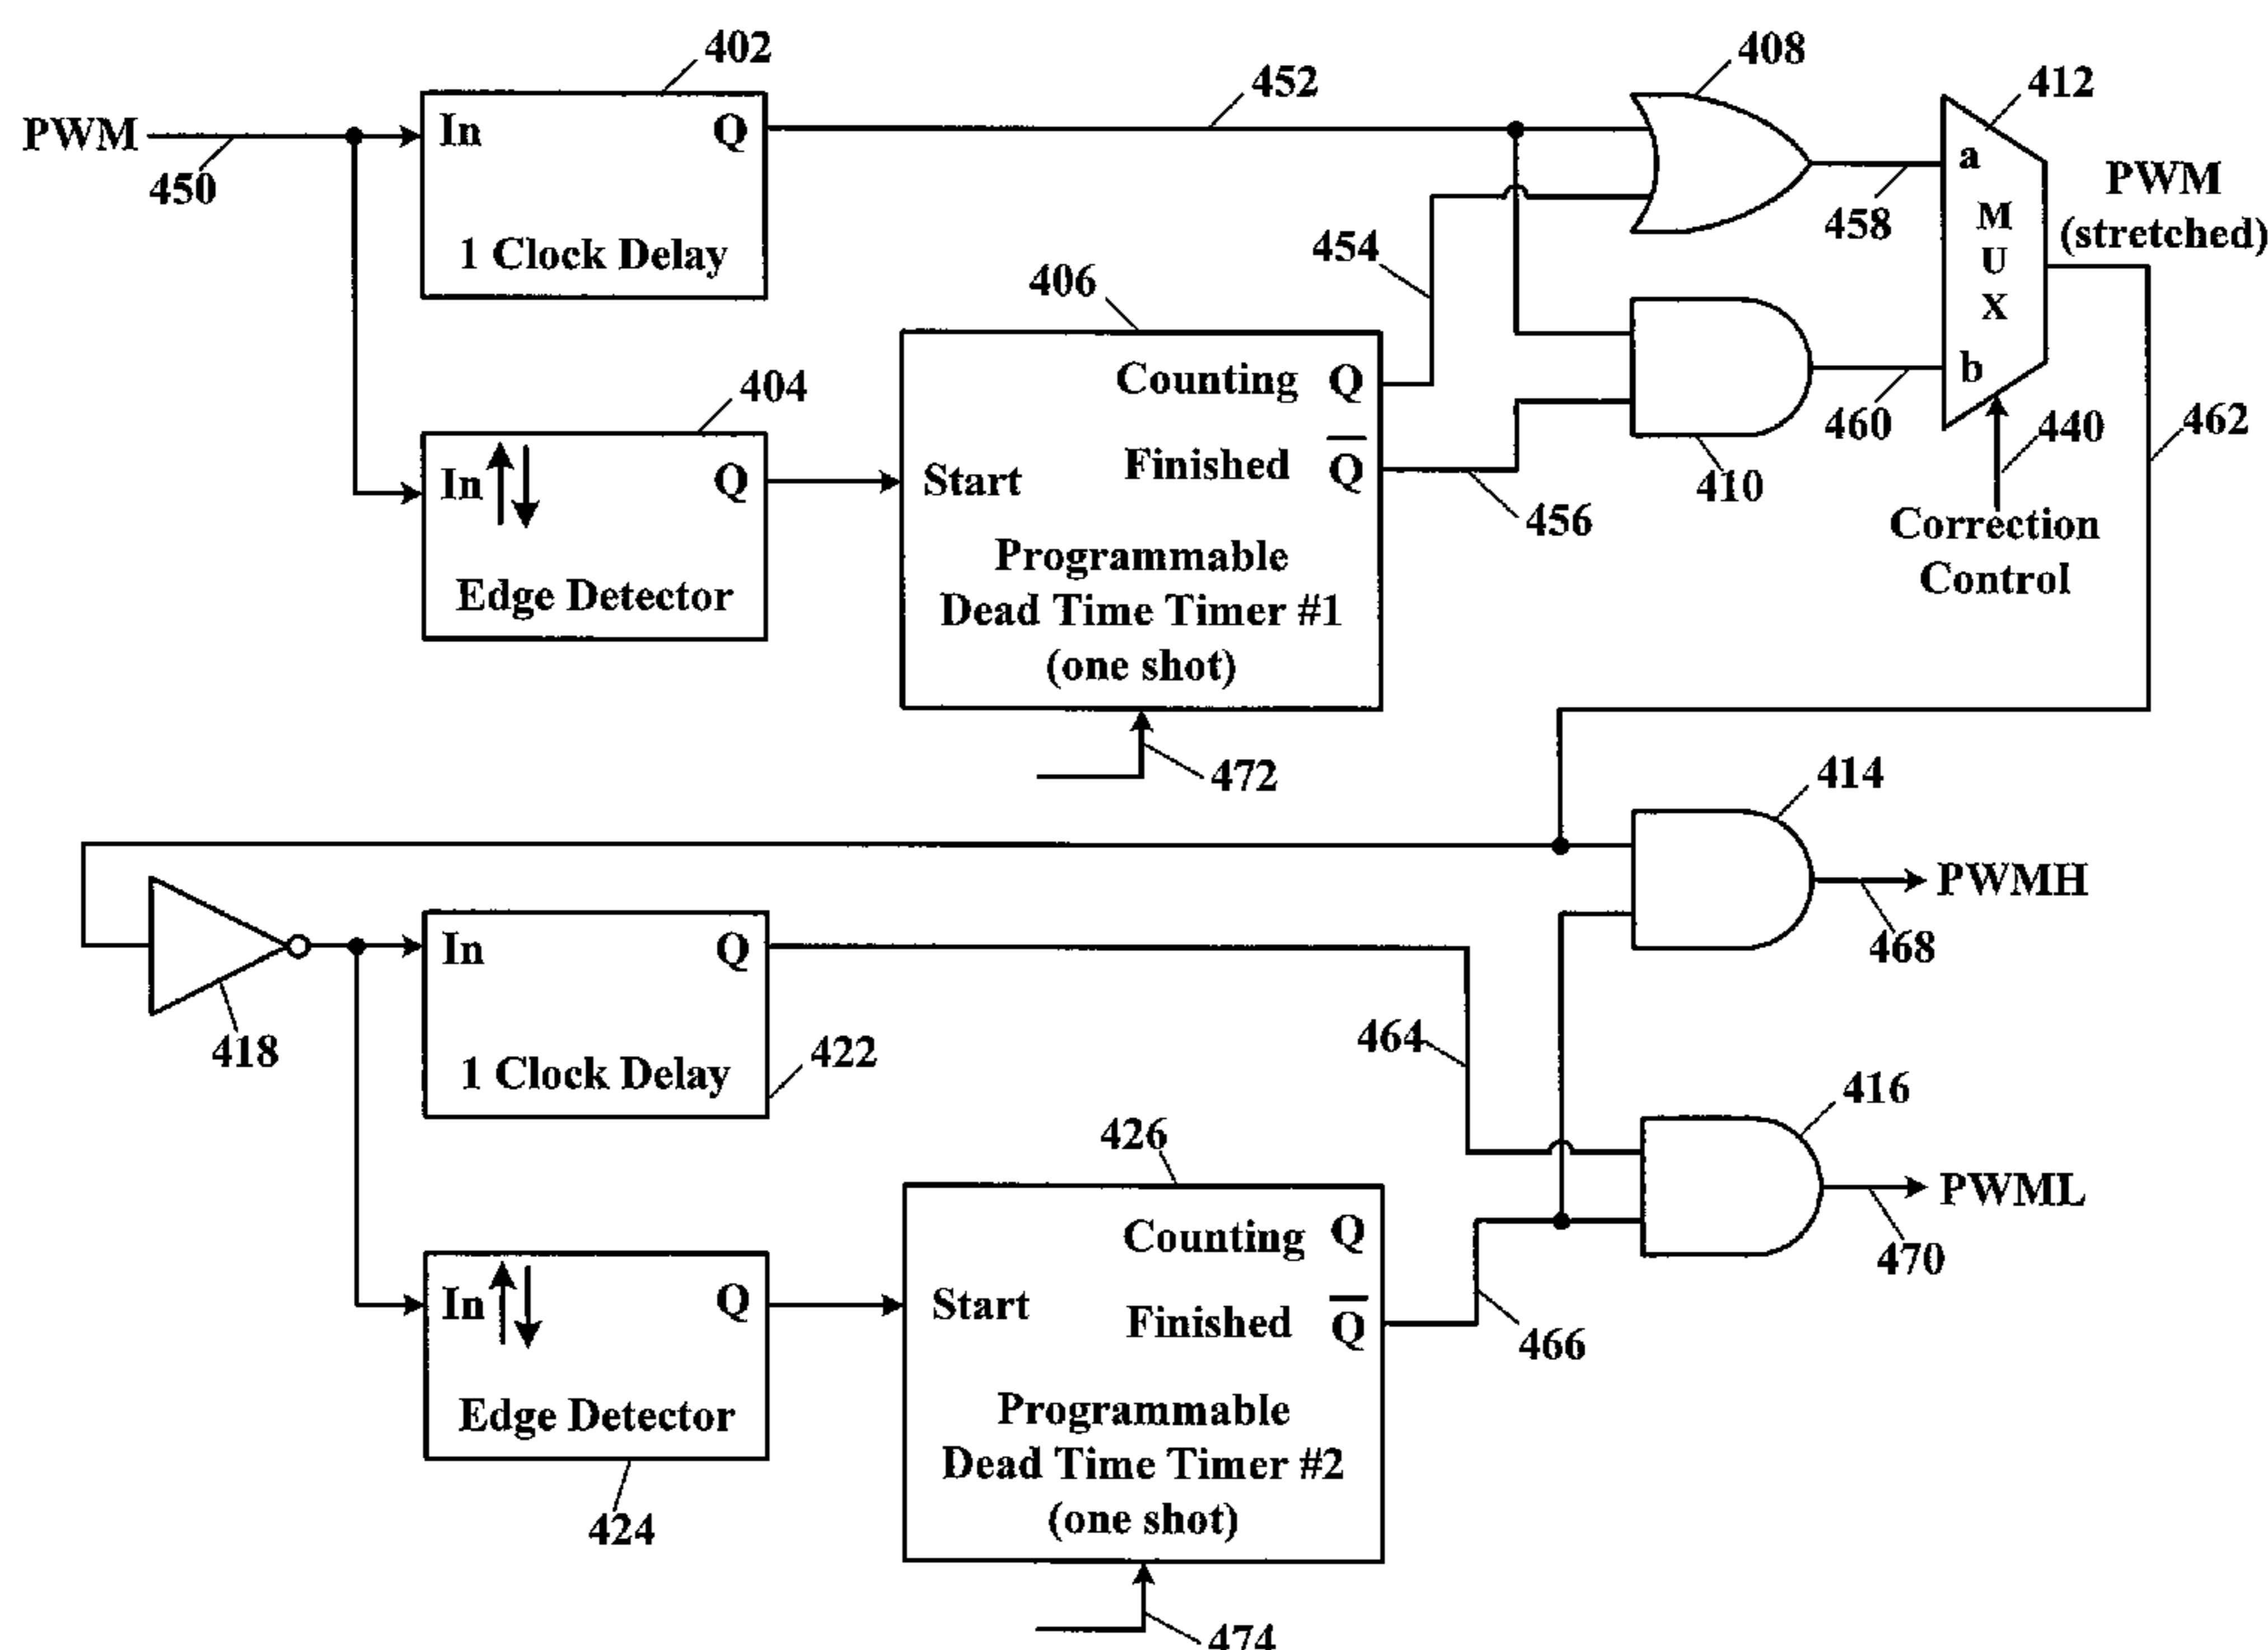 402
PWM
450
In
Q
1 Clock Delay
452
408
412
a
M
U
X
b
PWM
(stretched)
458
454
406
404
In
Q
Edge Detector
Counting Q
Finished Q
Start
Programmable
Dead Time Timer #1
(one shot)
456
410
460
440
462
Correction
Control
472
414
PWMH
468
418
In
Q
1 Clock Delay
422
464
416
PWML
470
426
In
Q
Edge Detector
424
Counting Q
Start
Finished Q
Programmable
Dead Time Timer #2
(one shot)
466
474